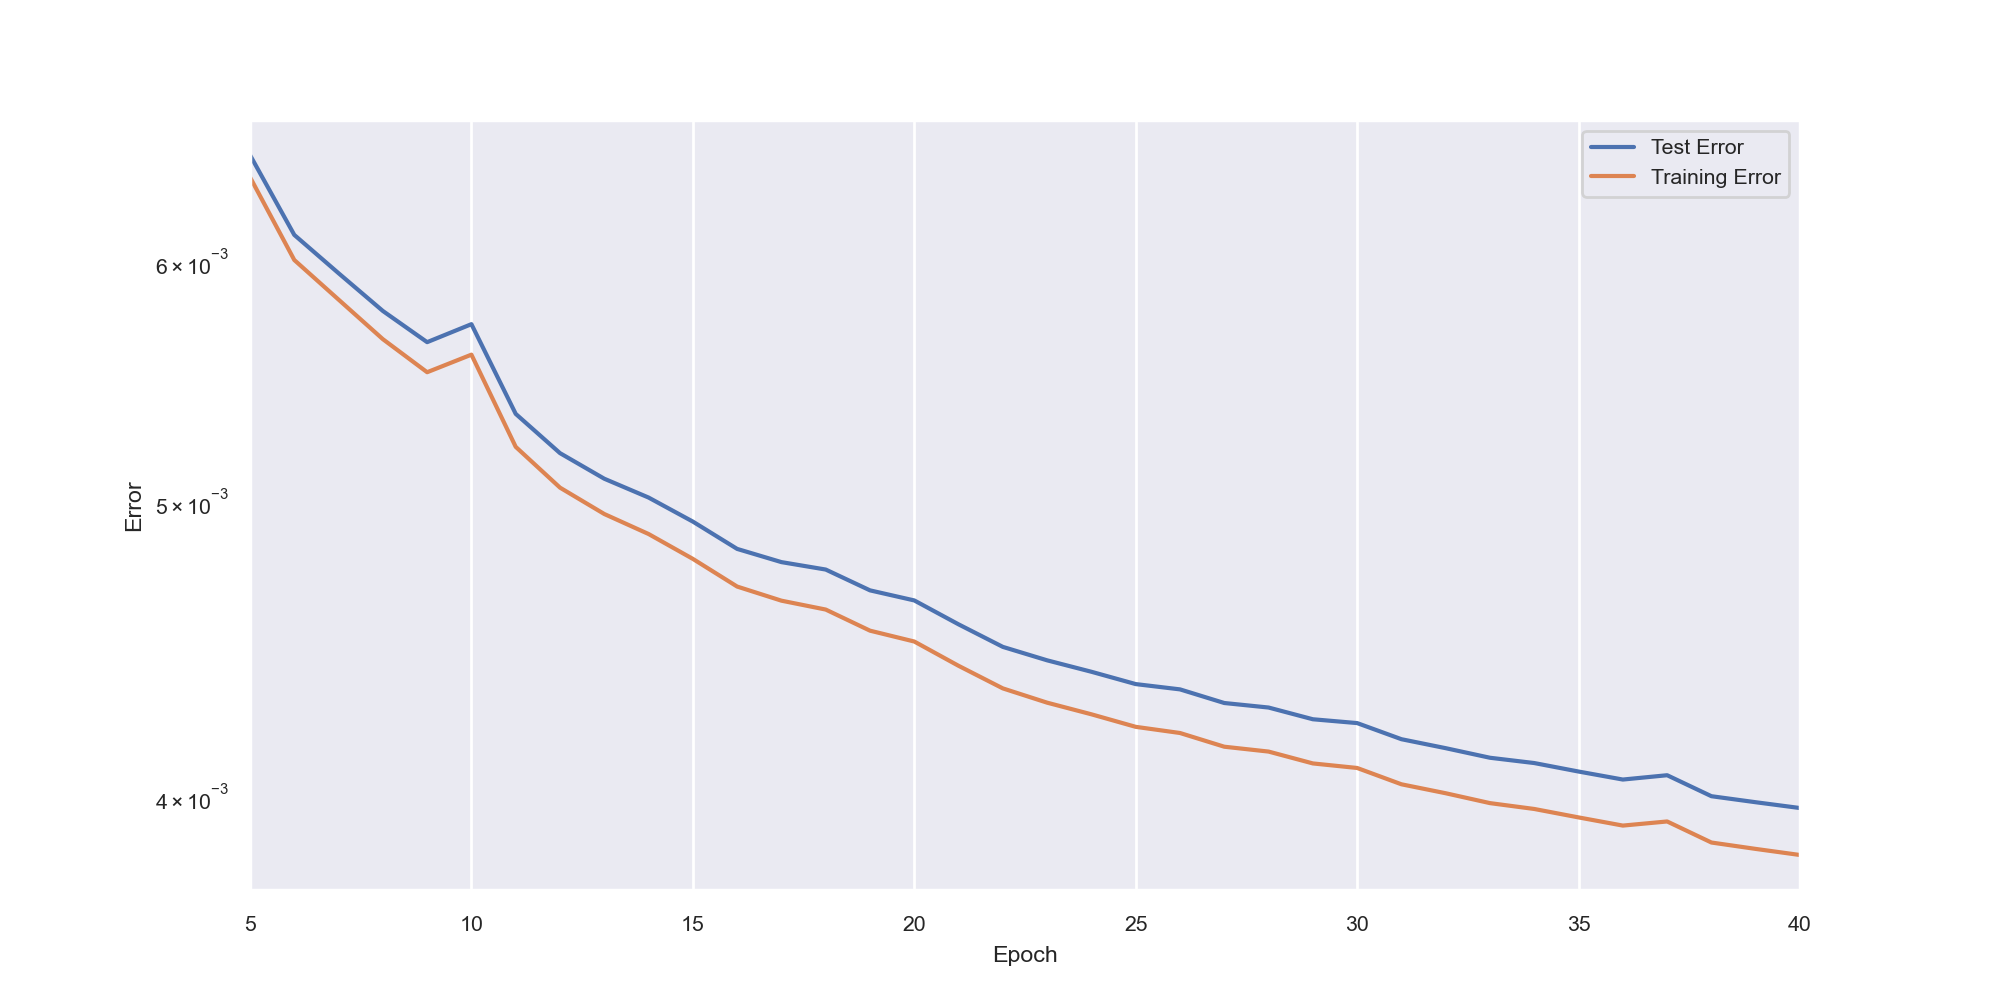 Test Error
Training Error
6 × 10⁻³
5 × 10⁻³
4 × 10⁻³
Error
5 10 15 20 25 30 35 40
Epoch